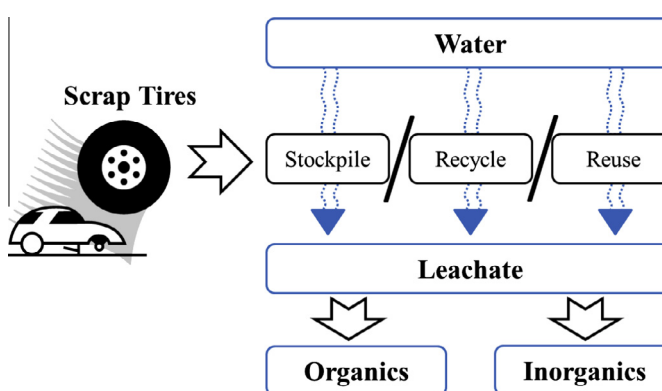 Water
Scrap Tires
Stockpile / Recycle / Reuse
Leachate
Organics Inorganics